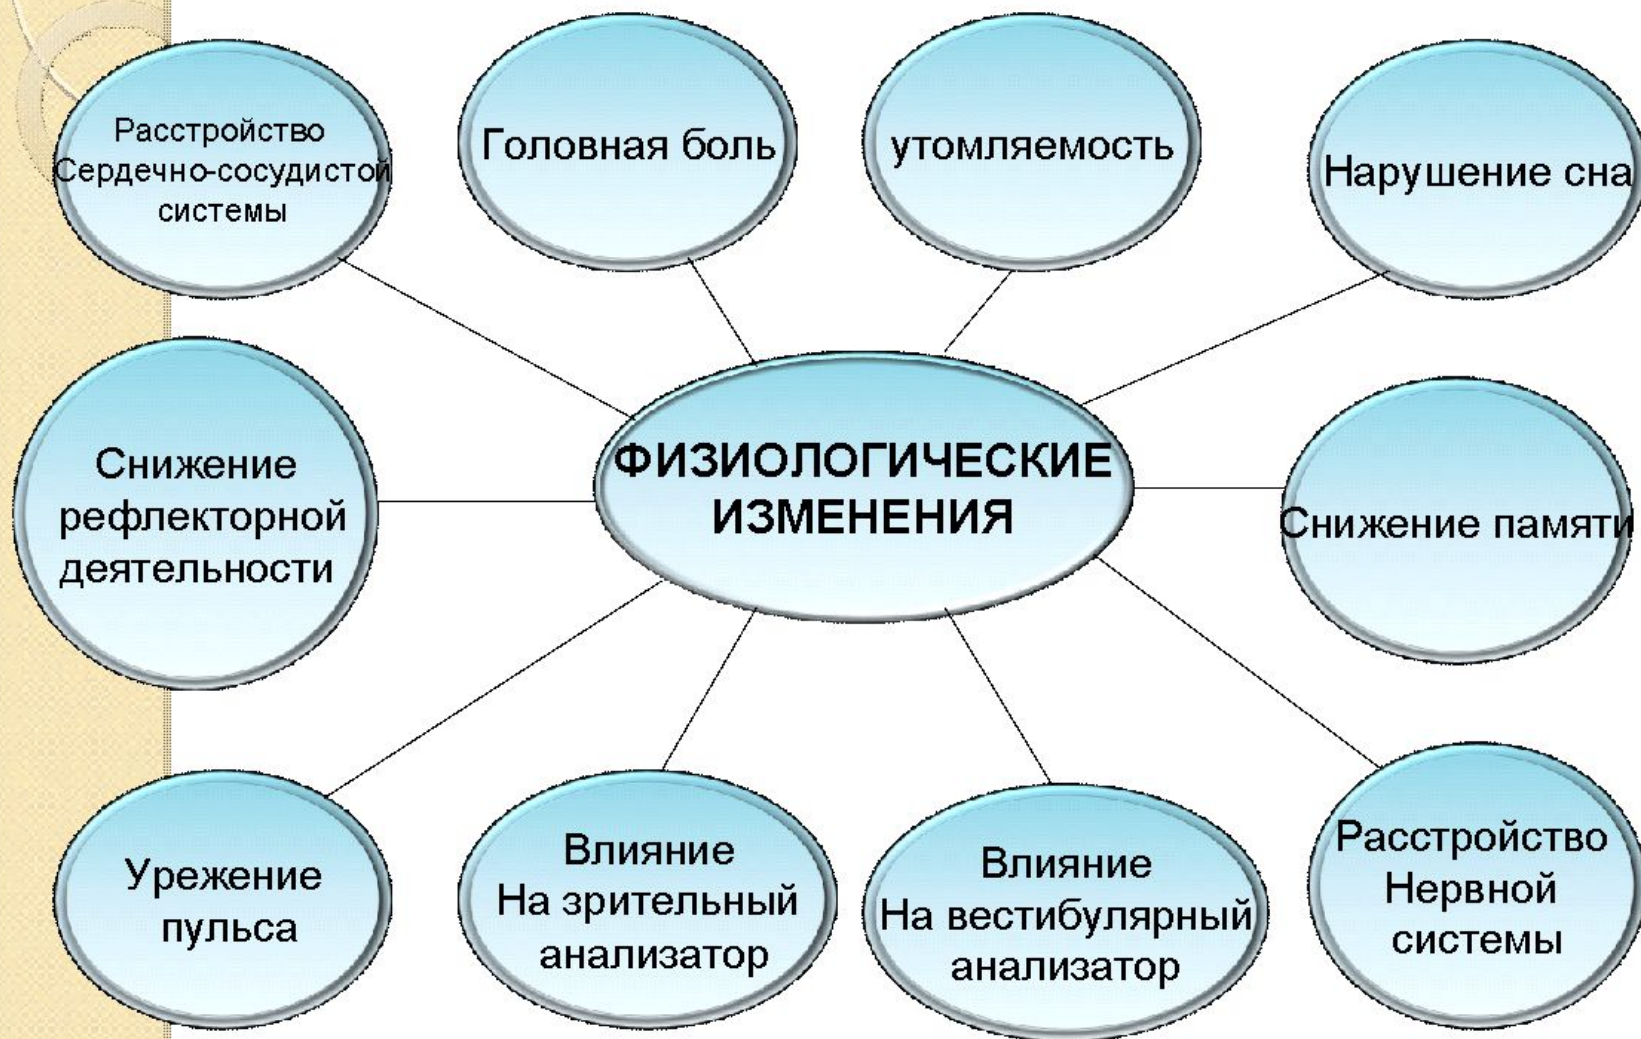 Расстройство
Сердечно-сосудистой
системы
Головная боль
утомляемость
Нарушение сна
Снижение
рефлекторной
деятельности
ФИЗИОЛОГИЧЕСКИЕ
ИЗМЕНЕНИЯ
Снижение памяти
Урежение
пульса
Влияние
На зрительный
анализатор
Влияние
На вестибулярный
анализатор
Расстройство
Нервной
системы